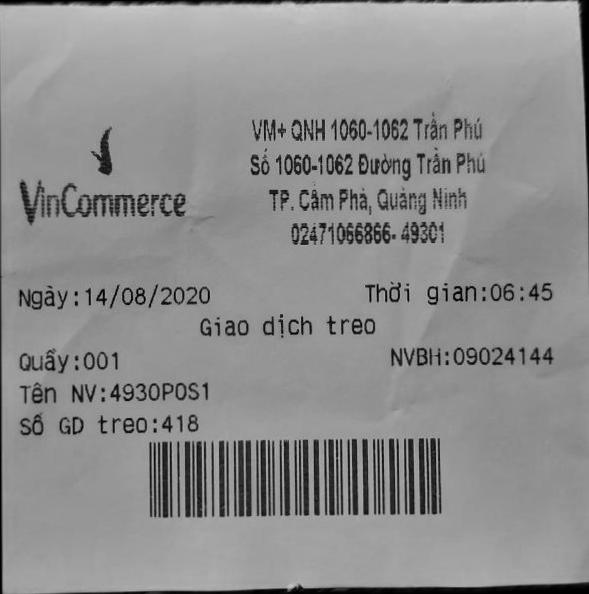 VinCommerce
VM+ QNH 1060-1062 Trần Phú
Số 1060-1062 Đường Trần Phú
TP. Cẩm Phả, Quảng Ninh
02471066866- 49301
Ngày:14/08/2020 Thời gian:06:45
Giao dịch treo
Quầy:001 NVBH:09024144
Tên NV:4930POS1
Số GD treo:418